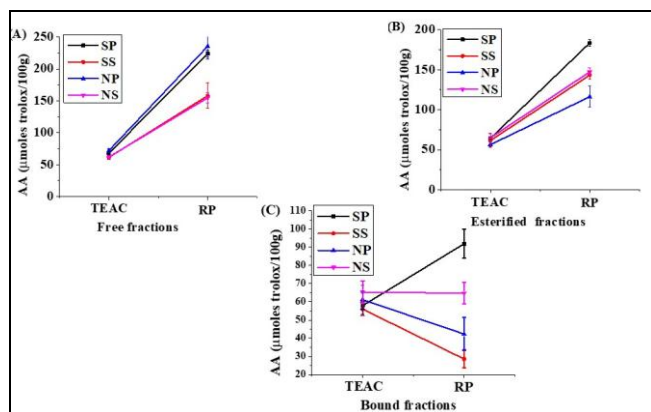 (A)
250
200
150
100
50
0
AA (µmoles trolox/100g)
SP
SS
NP
NS
TEAC RP
Free fractions
(B)
200
150
100
50
0
AA (µmoles trolox/100g)
SP
SS
NP
NS
TEAC RP
Esterified fractions
(C)
110
100
90
80
70
60
50
40
30
20
AA (µmoles trolox/100g)
SP
SS
NP
NS
TEAC RP
Bound fractions